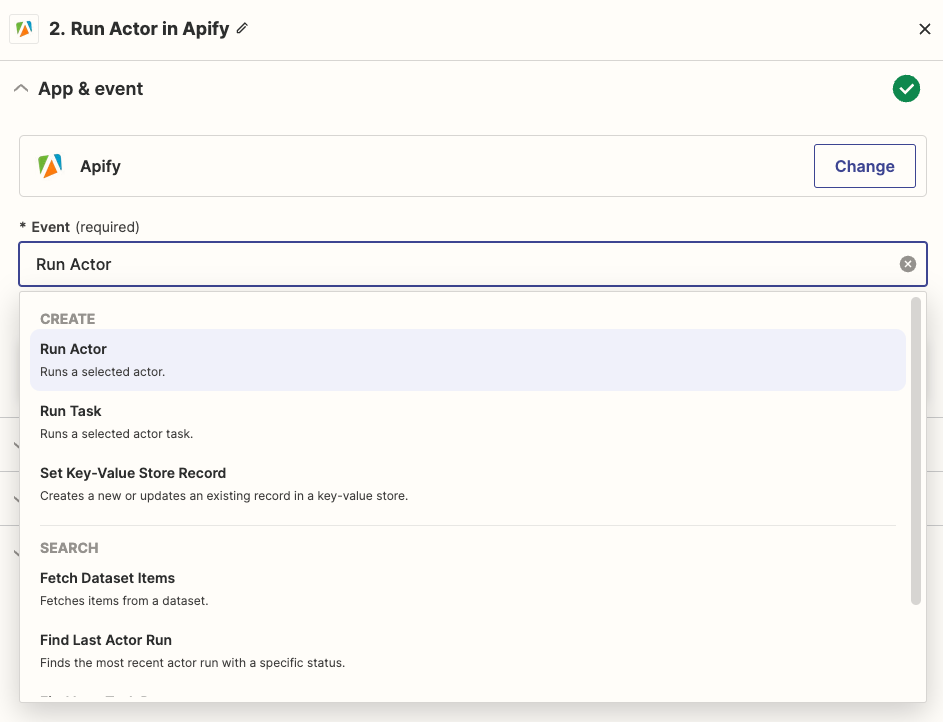 2. Run Actor in Apify
App & event
Apify
Change
* Event (required)
Run Actor
CREATE
Run Actor
Runs a selected actor.
Run Task
Runs a selected actor task.
Set Key-Value Store Record
Creates a new or updates an existing record in a key-value store.
SEARCH
Fetch Dataset Items
Fetches items from a dataset.
Find Last Actor Run
Finds the most recent actor run with a specific status.